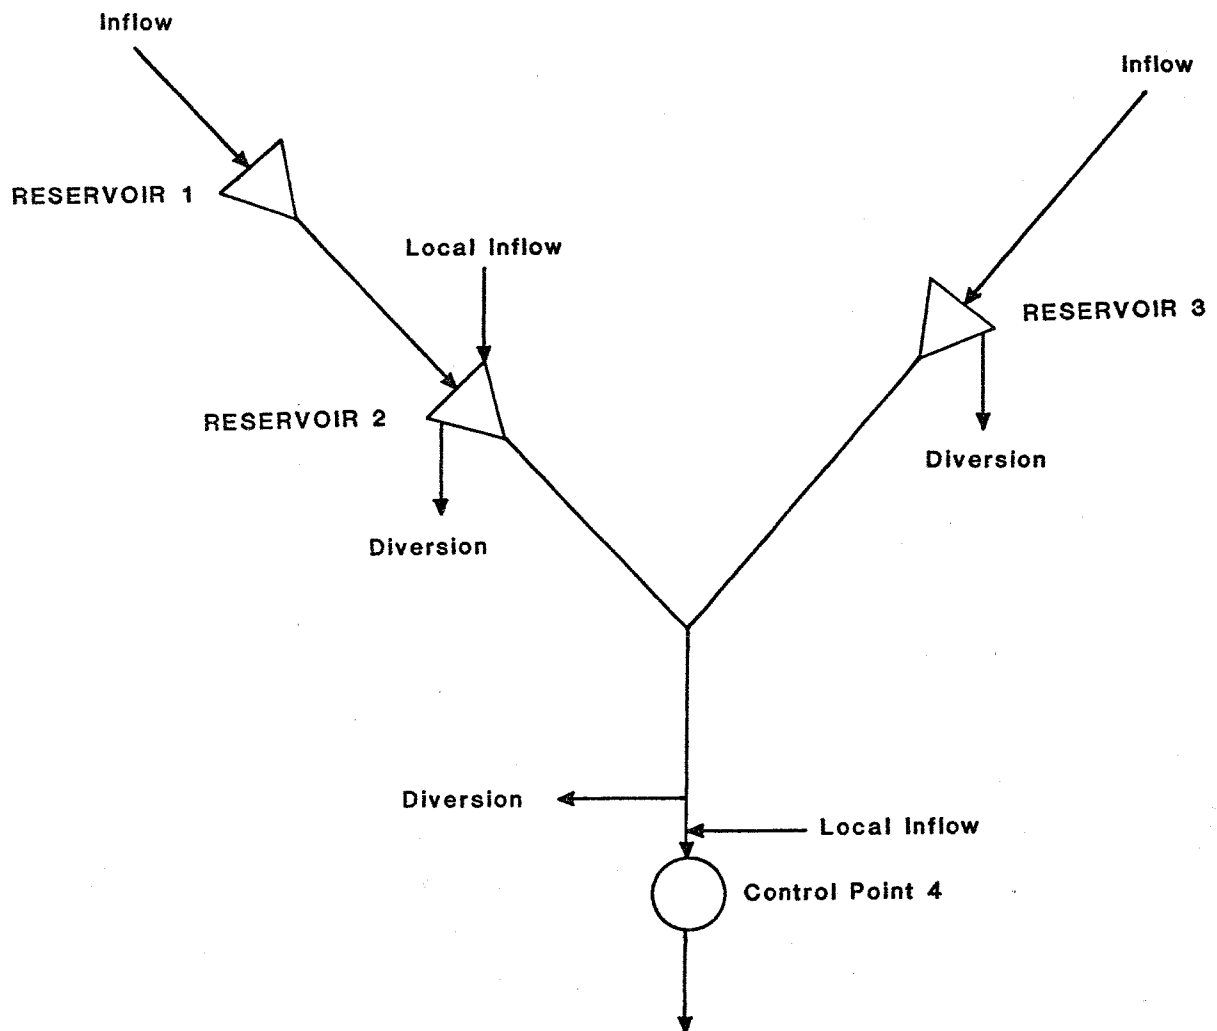 Inflow
Inflow
RESERVOIR 1
Local Inflow
RESERVOIR 3
RESERVOIR 2
Diversion
Diversion
Diversion
Local Inflow
Control Point 4